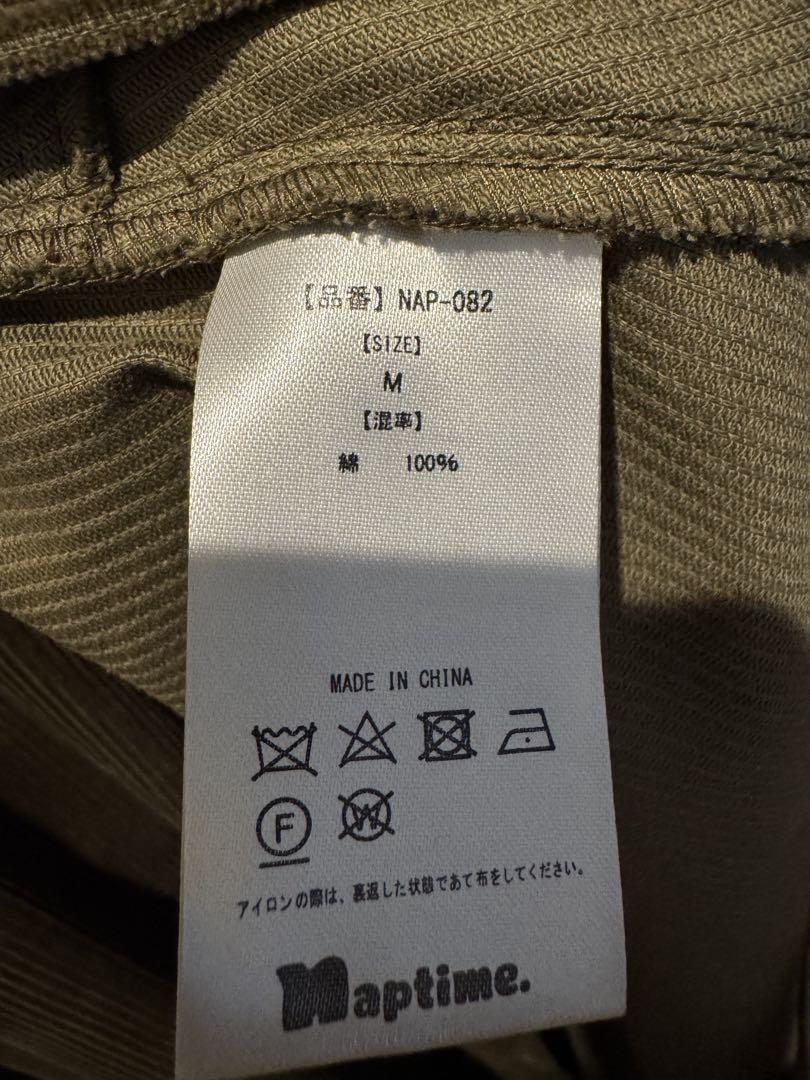 【品番】NAP-082
【SIZE】
M
【混率】
綿 100%
MADE IN CHINA
F W
アイロンの際は、裏返した状態であて布をしてください。
Naptime.